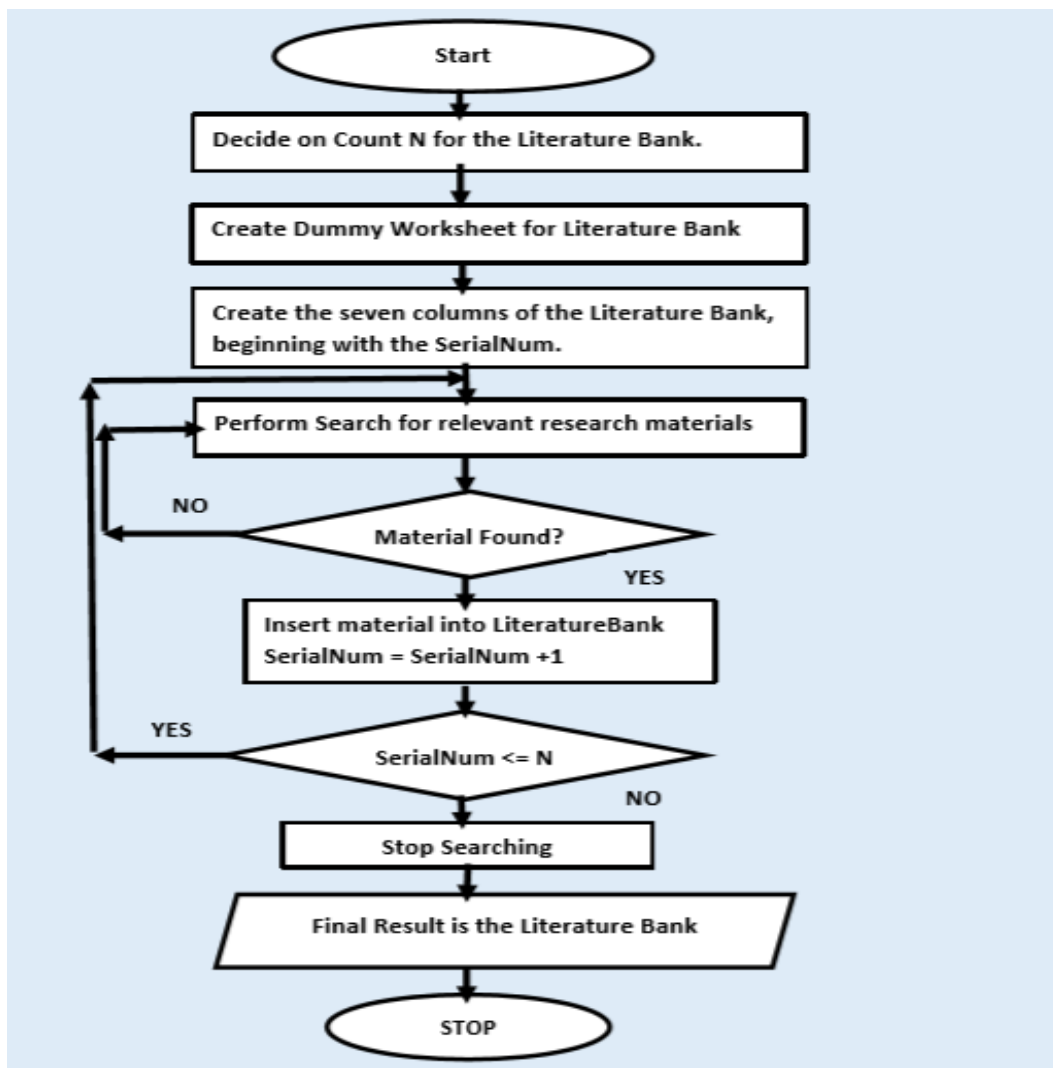 Start
Decide on Count N for the Literature Bank.
Create Dummy Worksheet for Literature Bank
Create the seven columns of the Literature Bank,
beginning with the SerialNum.
Perform Search for relevant research materials
NO
Material Found?
YES
Insert material into LiteratureBank
SerialNum = SerialNum +1
YES
SerialNum <= N
NO
Stop Searching
Final Result is the Literature Bank
STOP